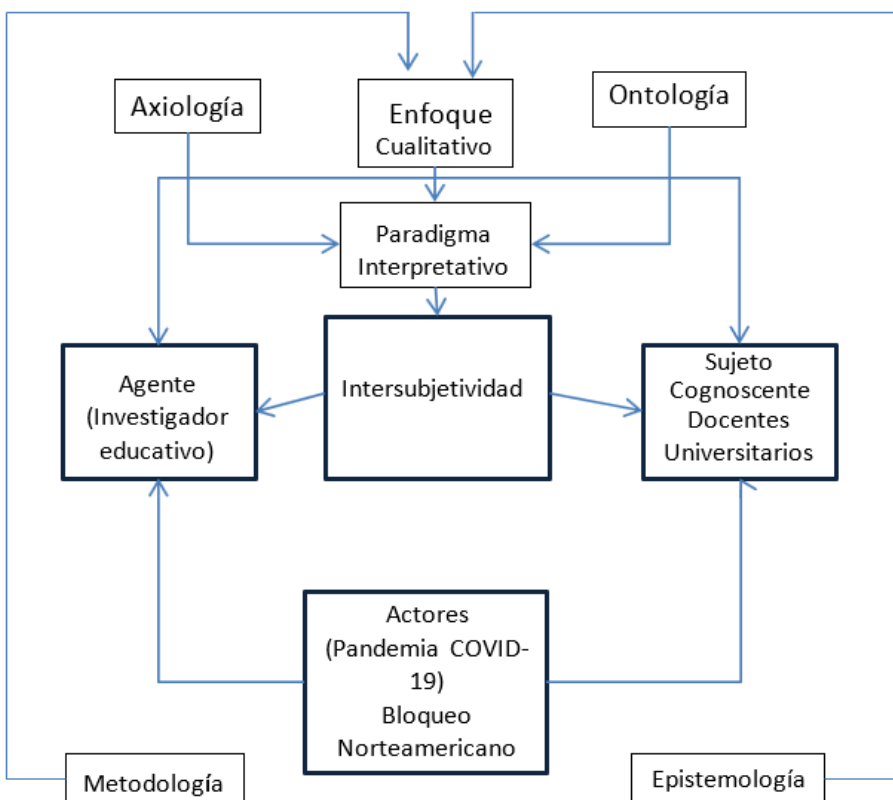 Axiología
Enfoque
Cualitativo
Ontología
Paradigma
Interpretativo
Agente
(Investigador
educativo)
Intersubjetividad
Sujeto
Cognoscente
Docentes
Universitarios
Actores
(Pandemia COVID-
19)
Bloqueo
Norteamericano
Metodología
Epistemología